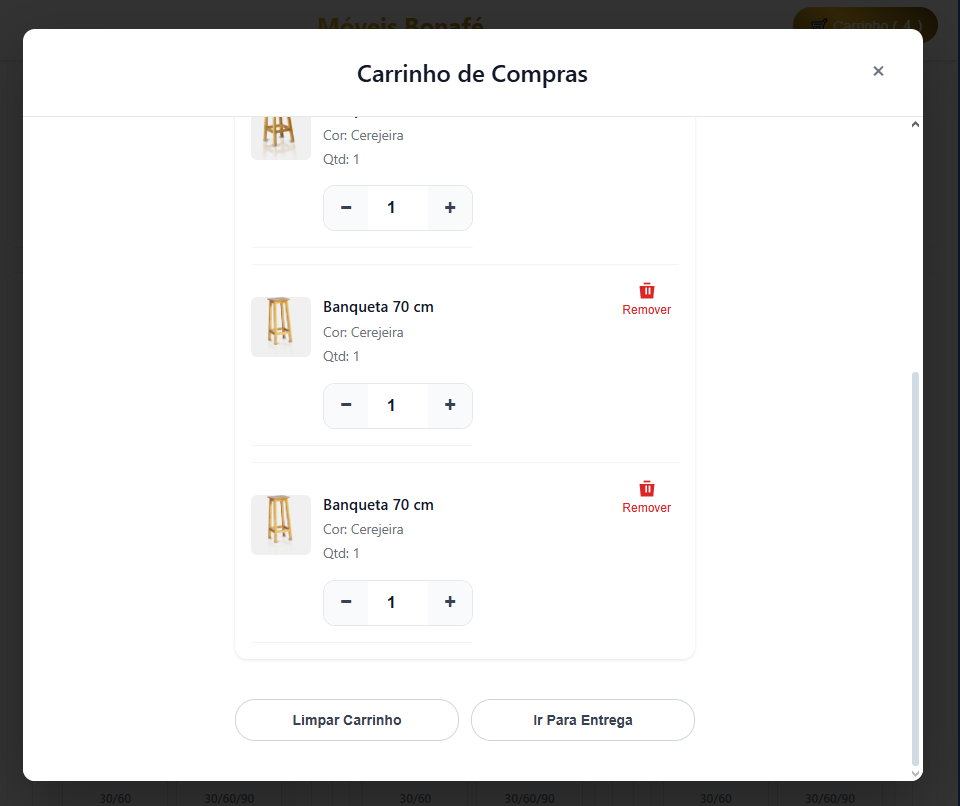 Móveis Bonafé
Carrinho ( 4 )
Carrinho de Compras
×
Cor: Cerejeira
Qtd: 1
− 1 +
Banqueta 70 cm
Remover
Cor: Cerejeira
Qtd: 1
− 1 +
Banqueta 70 cm
Remover
Cor: Cerejeira
Qtd: 1
− 1 +
Limpar Carrinho
Ir Para Entrega
30/60 30/60/90 30/60 30/60/90 30/60 30/60/90